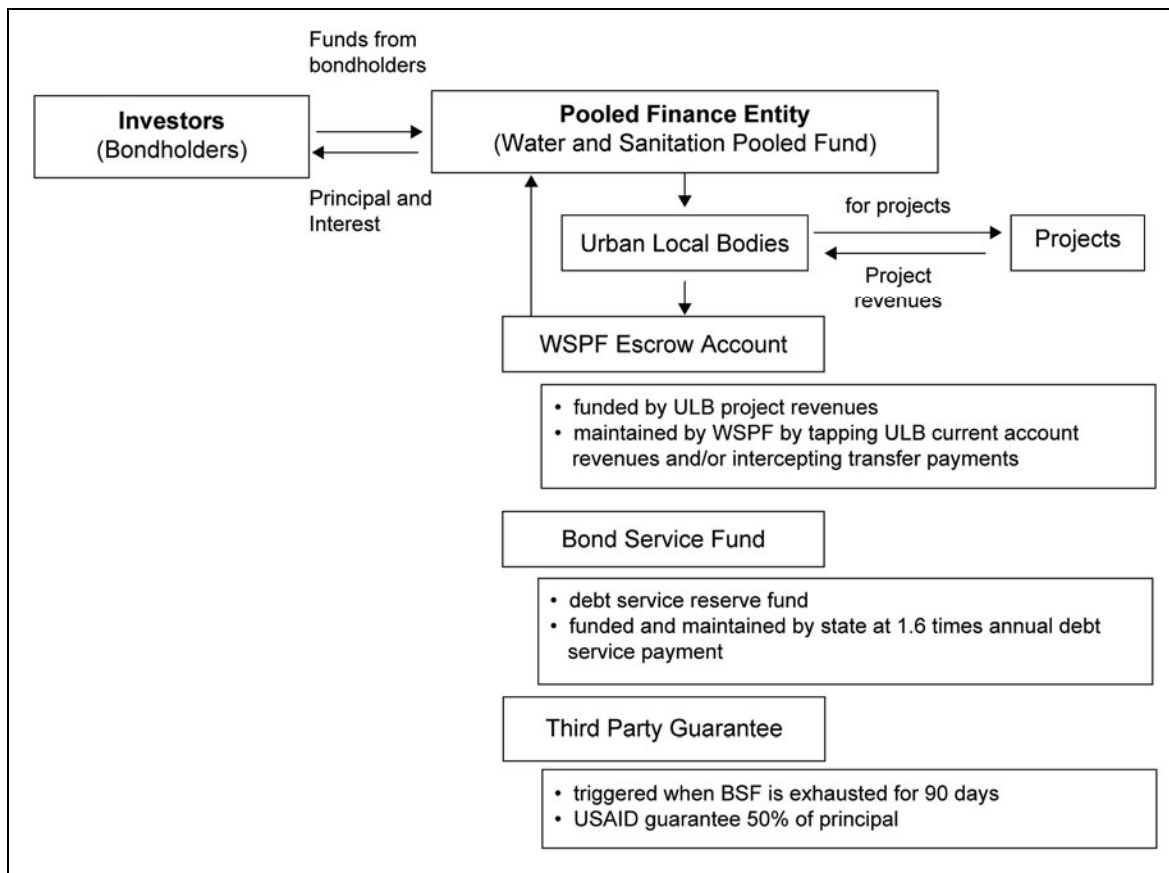 Funds from
bondholders
Investors
(Bondholders)
Pooled Finance Entity
(Water and Sanitation Pooled Fund)
Principal and
Interest
Urban Local Bodies
for projects
Projects
Project
revenues
WSPF Escrow Account
• funded by ULB project revenues
• maintained by WSPF by tapping ULB current account
revenues and/or intercepting transfer payments
Bond Service Fund
• debt service reserve fund
• funded and maintained by state at 1.6 times annual debt
service payment
Third Party Guarantee
• triggered when BSF is exhausted for 90 days
• USAID guarantee 50% of principal